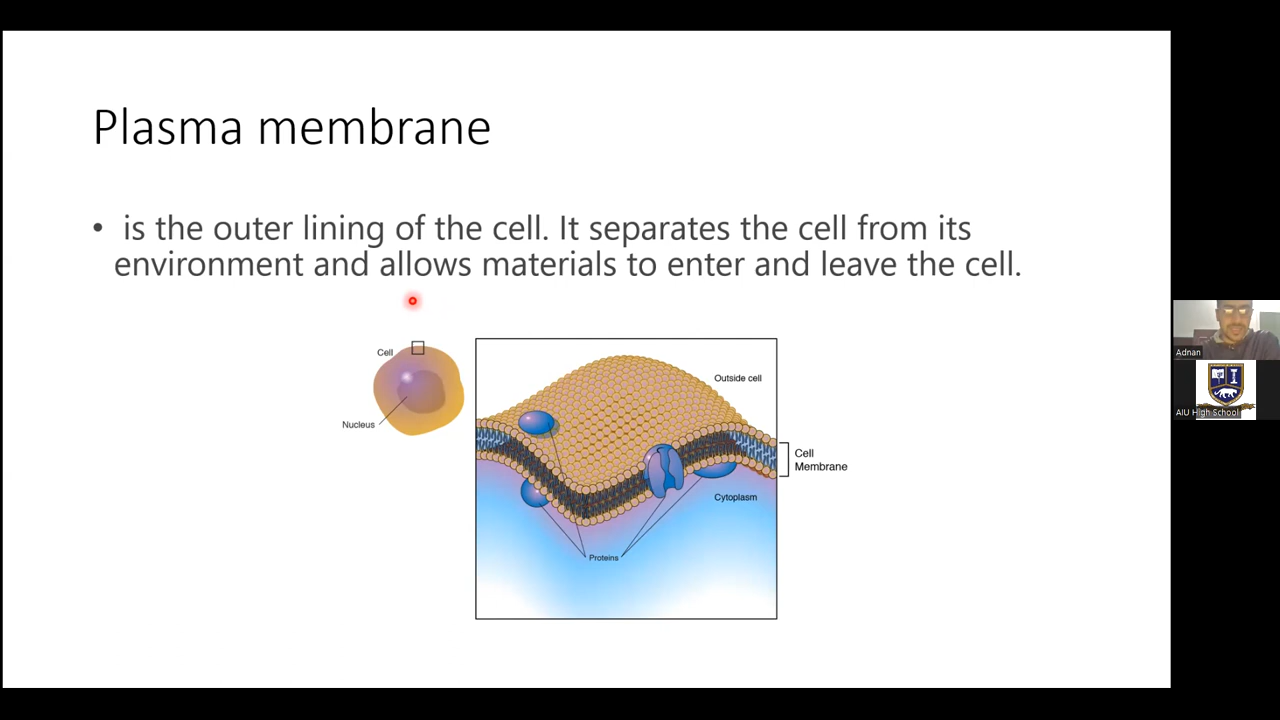 Plasma membrane
• is the outer lining of the cell. It separates the cell from its
environment and allows materials to enter and leave the cell.
Cell
Nucleus
Outside cell
Cell
Membrane
Cytoplasm
Proteins
Adnan
AIU High School